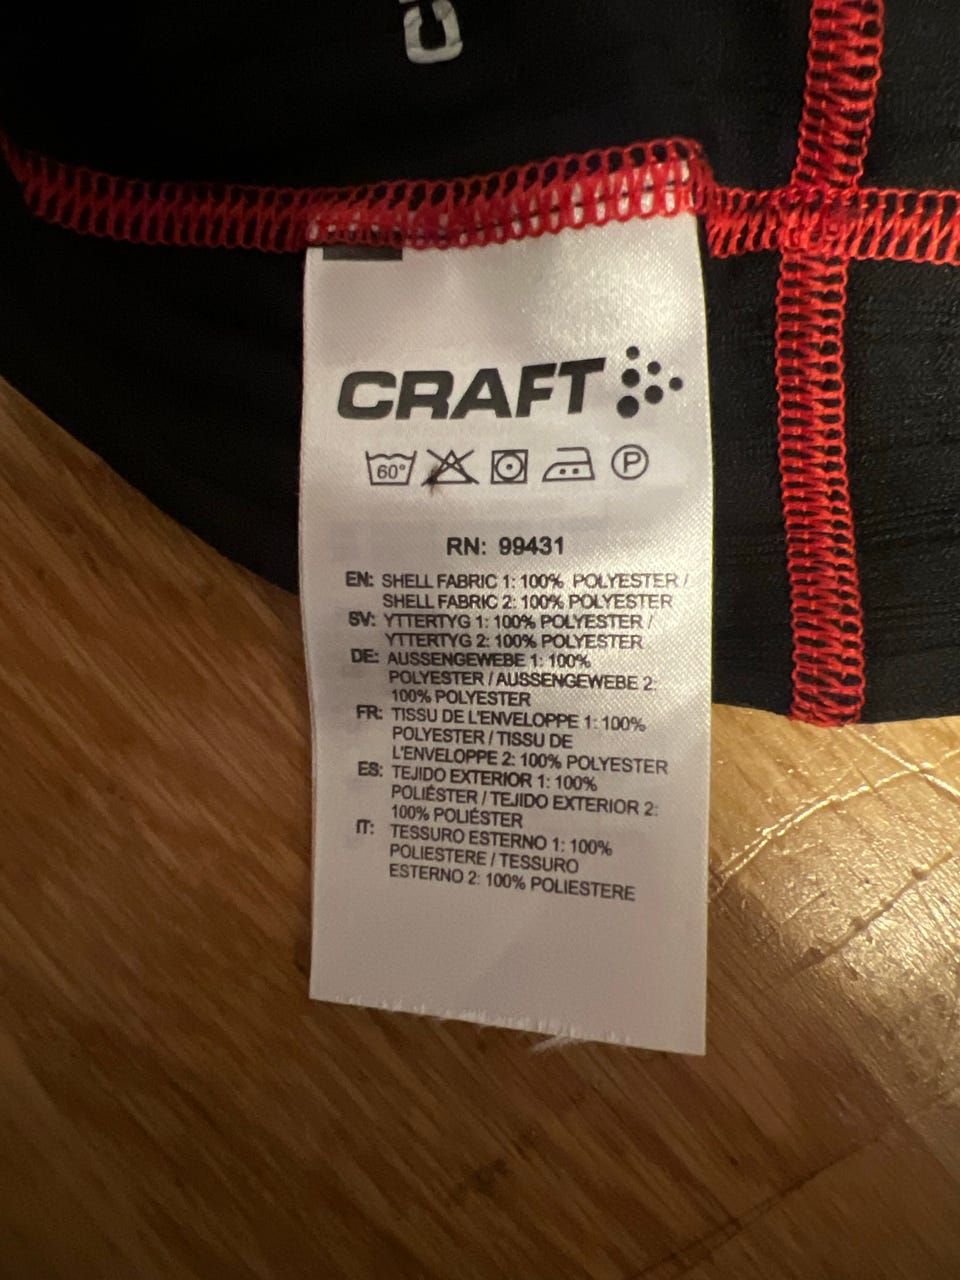 CRAFT
60°
P
RN: 99431
EN: SHELL FABRIC 1: 100% POLYESTER /
SHELL FABRIC 2: 100% POLYESTER
SV: YTTERTYG 1: 100% POLYESTER /
YTTERTYG 2: 100% POLYESTER
DE: AUSSENGEWEBE 1: 100%
POLYESTER / AUSSENGEWEBE 2:
100% POLYESTER
FR: TISSU DE L'ENVELOPPE 1: 100%
POLYESTER / TISSU DE
L'ENVELOPPE 2: 100% POLYESTER
ES: TEJIDO EXTERIOR 1: 100%
POLIÉSTER / TEJIDO EXTERIOR 2:
100% POLIÉSTER
IT: TESSURO ESTERNO 1: 100%
POLIESTERE / TESSURO
ESTERNO 2: 100% POLIESTERE